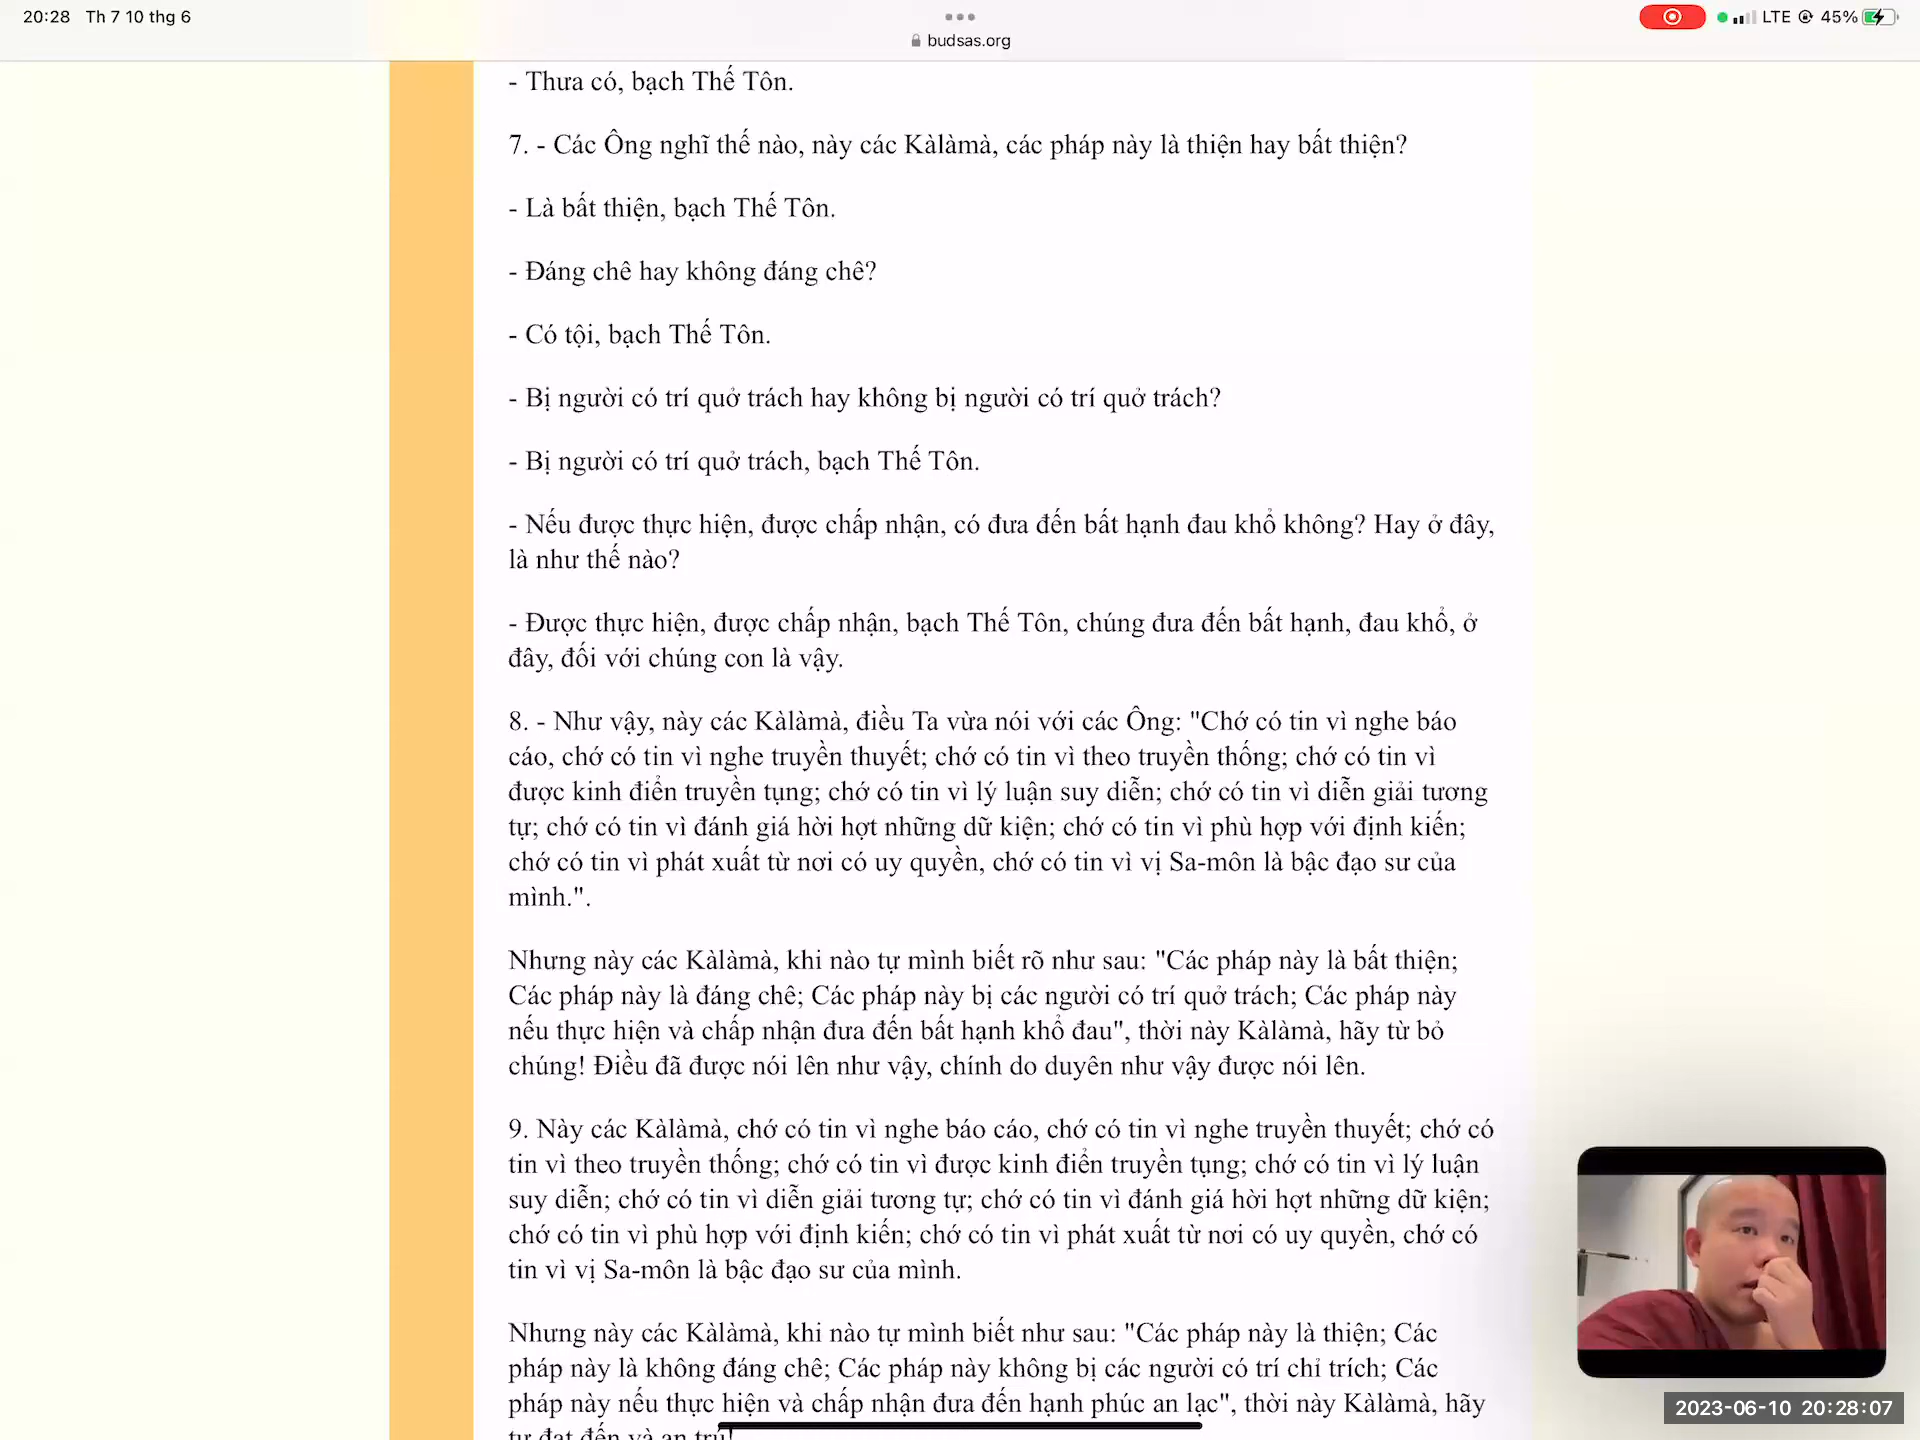 20:28 Th 7 10 thg 6
LTE 45%
budsas.org
- Thưa có, bạch Thế Tôn.
7. - Các Ông nghĩ thế nào, này các Kàlàmà, các pháp này là thiện hay bất thiện?
- Là bất thiện, bạch Thế Tôn.
- Đáng chê hay không đáng chê?
- Có tội, bạch Thế Tôn.
- Bị người có trí quở trách hay không bị người có trí quở trách?
- Bị người có trí quở trách, bạch Thế Tôn.
- Nếu được thực hiện, được chấp nhận, có đưa đến bất hạnh đau khổ không? Hay ở đây,
là như thế nào?
- Được thực hiện, được chấp nhận, bạch Thế Tôn, chúng đưa đến bất hạnh, đau khổ, ở
đây, đối với chúng con là vậy.
8. - Như vậy, này các Kàlàmà, điều Ta vừa nói với các Ông: "Chớ có tin vì nghe báo
cáo, chớ có tin vì nghe truyền thuyết; chớ có tin vì theo truyền thống; chớ có tin vì
được kinh điển truyền tụng; chớ có tin vì lý luận suy diễn; chớ có tin vì diễn giải tương
tự; chớ có tin vì đánh giá hời hợt những dữ kiện; chớ có tin vì phù hợp với định kiến;
chớ có tin vì phát xuất từ nơi có uy quyền, chớ có tin vì vị Sa-môn là bậc đạo sư của
mình.".
Nhưng này các Kàlàmà, khi nào tự mình biết rõ như sau: "Các pháp này là bất thiện;
Các pháp này là đáng chê; Các pháp này bị các người có trí quở trách; Các pháp này
nếu thực hiện và chấp nhận đưa đến bất hạnh khổ đau", thời này Kàlàmà, hãy từ bỏ
chúng! Điều đã được nói lên như vậy, chính do duyên như vậy được nói lên.
9. Này các Kàlàmà, chớ có tin vì nghe báo cáo, chớ có tin vì nghe truyền thuyết; chớ có
tin vì theo truyền thống; chớ có tin vì được kinh điển truyền tụng; chớ có tin vì lý luận
suy diễn; chớ có tin vì diễn giải tương tự; chớ có tin vì đánh giá hời hợt những dữ kiện;
chớ có tin vì phù hợp với định kiến; chớ có tin vì phát xuất từ nơi có uy quyền, chớ có
tin vì vị Sa-môn là bậc đạo sư của mình.
Nhưng này các Kàlàmà, khi nào tự mình biết như sau: "Các pháp này là thiện; Các
pháp này là không đáng chê; Các pháp này không bị các người có trí chỉ trích; Các
pháp này nếu thực hiện và chấp nhận đưa đến hạnh phúc an lạc", thời này Kàlàmà, hãy
tự đạt đến và an trú!
2023-06-10 20:28:07